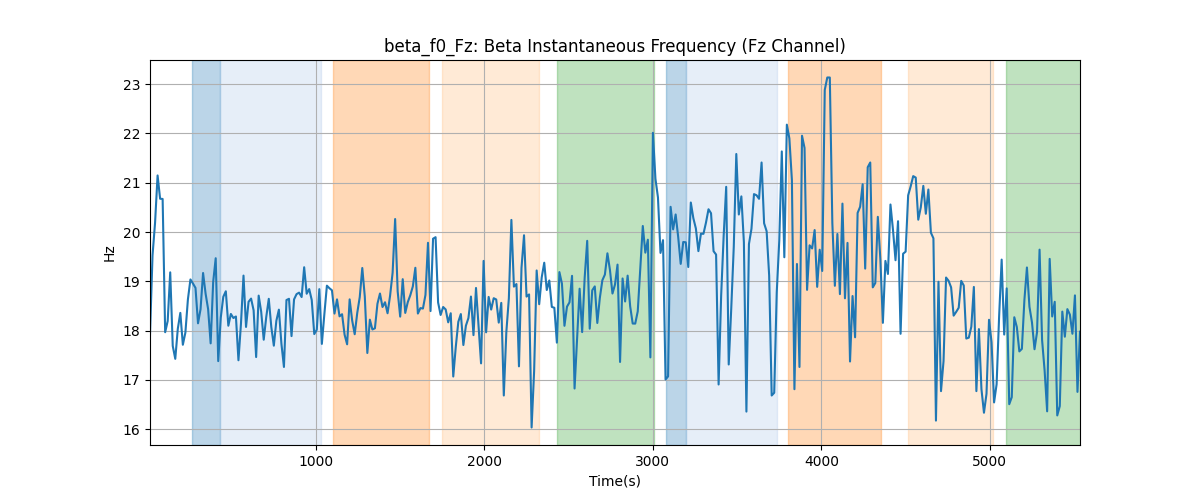 beta_f0_Fz: Beta Instantaneous Frequency (Fz Channel)
Hz
23
22
21
20
19
18
17
16
1000 2000 3000 4000 5000
Time(s)